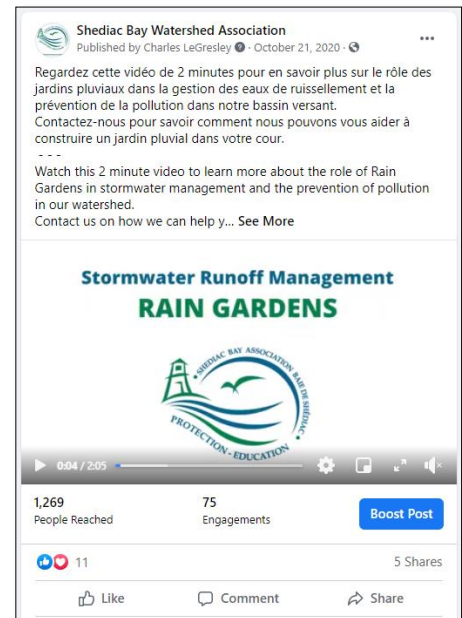 Shediac Bay Watershed Association
Published by Charles LeGresley · October 21, 2020 ·
Regardez cette vidéo de 2 minutes pour en savoir plus sur le rôle des
jardins pluviaux dans la gestion des eaux de ruissellement et la
prévention de la pollution dans notre bassin versant.
Contactez-nous pour savoir comment nous pouvons vous aider à
construire un jardin pluvial dans votre cour.
---
Watch this 2 minute video to learn more about the role of Rain
Gardens in stormwater management and the prevention of pollution
in our watershed.
Contact us on how we can help y... See More
Stormwater Runoff Management
RAIN GARDENS
SHEDIAC BAY ASSOCIATION BAIE DE SHÉDIAC
PROTECTION - EDUCATION
0:04 / 2:05
1,269
People Reached
75
Engagements
Boost Post
11
5 Shares
Like
Comment
Share